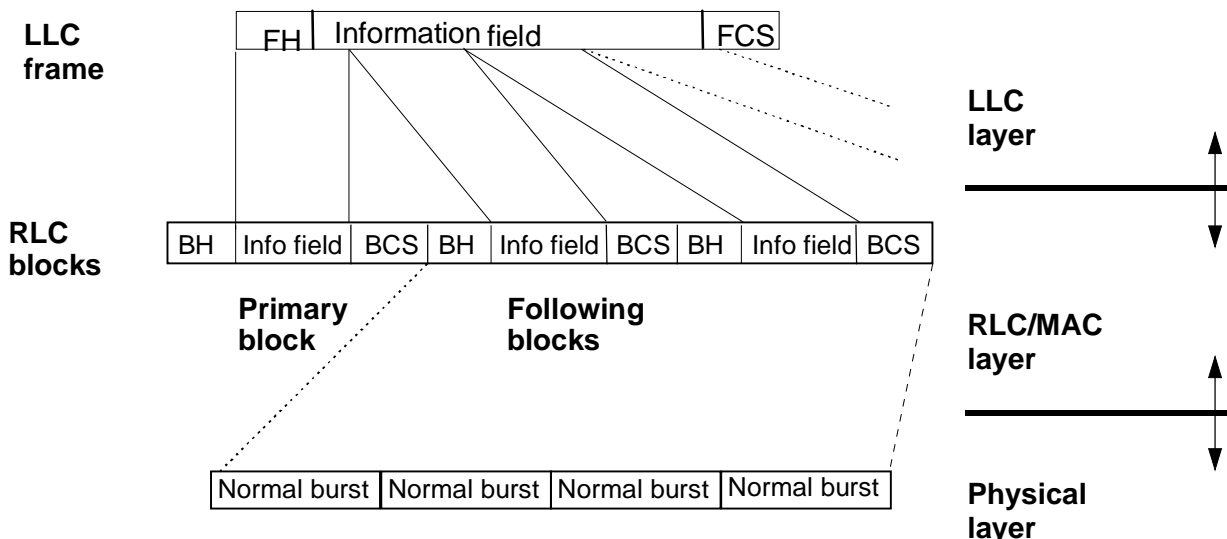 LLC
frame
FH Information field FCS
LLC
layer
RLC
blocks
BH Info field BCS BH Info field BCS BH Info field BCS
Primary
block
Following
blocks
RLC/MAC
layer
Normal burst Normal burst Normal burst Normal burst
Physical
layer